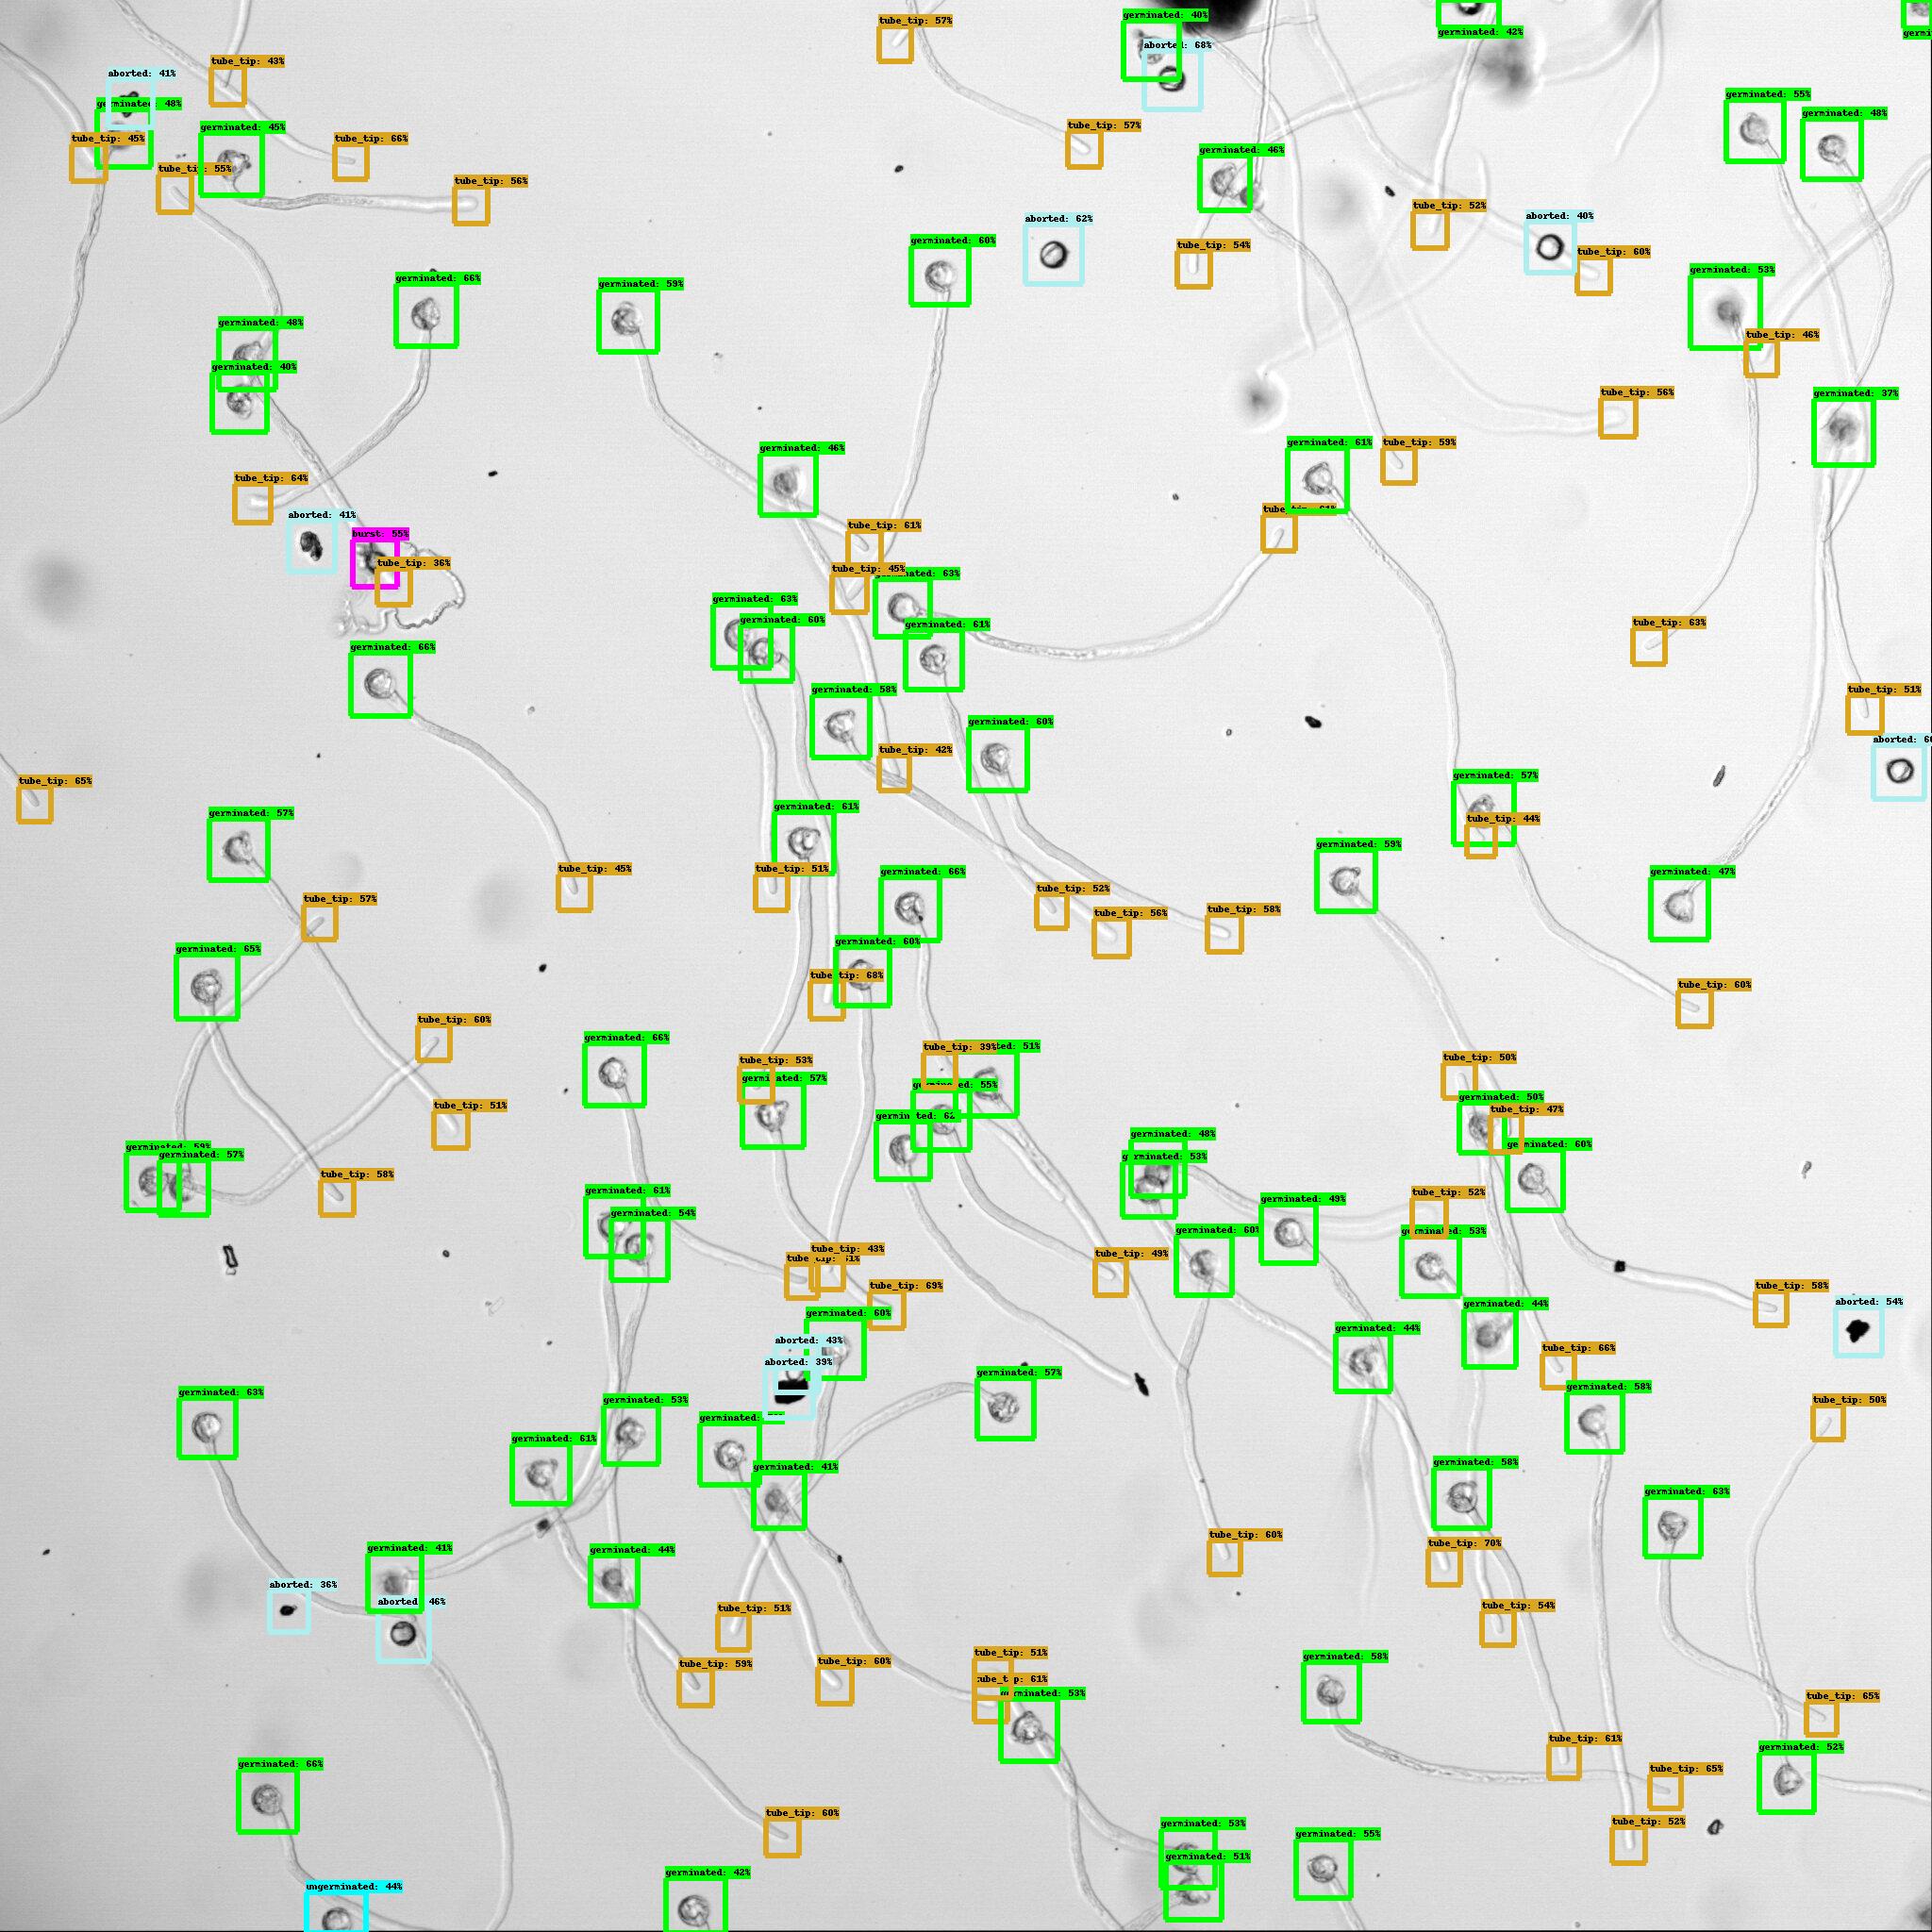 germinated: 40%
tube_tip: 57%
germinated: 42%
aborted: 68%
tube_tip: 43%
aborted: 41%
germinated: 55%
germinated: 48%
germinated: 48%
germinated: 45%
tube_tip: 57%
tube_tip: 45%
tube_tip: 66%
germinated: 46%
tube_tip: 55%
tube_tip: 56%
tube_tip: 52%
aborted: 62%
aborted: 40%
germinated: 60%
tube_tip: 54%
tube_tip: 60%
germinated: 53%
germinated: 66%
germinated: 59%
germinated: 48%
tube_tip: 46%
germinated: 40%
tube_tip: 56%
germinated: 37%
germinated: 61%
tube_tip: 59%
germinated: 46%
tube_tip: 64%
aborted: 41%
tube_tip: 61%
burst: 55%
tube_tip: 36%
tube_tip: 45%
63%
germinated: 63%
germinated: 60%
germinated: 61%
tube_tip: 63%
germinated: 66%
germinated: 58%
tube_tip: 51%
germinated: 60%
aborted:
tube_tip: 42%
tube_tip: 65%
germinated: 57%
germinated: 57%
germinated: 61%
tube_tip: 44%
germinated: 59%
tube_tip: 45%
tube_tip: 51%
germinated: 66%
germinated: 47%
tube_tip: 52%
tube_tip: 57%
tube_tip: 56%
tube_tip: 58%
germinated: 65%
germinated: 60%
tube_tip: 68%
tube_tip: 60%
tube_tip: 60%
germinated: 66%
tube_tip: 39%
51%
tube_tip: 53%
tube_tip: 50%
germinated: 57%
55%
germinated: 50%
tube_tip: 51%
tube_tip: 47%
germinated: 48%
germinated: 60%
germinated: 57%
germinated: 53%
tube_tip: 58%
germinated: 61%
tube_tip: 52%
germinated: 49%
germinated: 54%
germinated: 60%
53%
tube_tip: 43%
tube_tip: 49%
tube_tip: 69%
tube_tip: 58%
germinated: 60%
germinated: 44%
aborted: 54%
germinated: 44%
aborted: 43%
tube_tip: 66%
aborted: 39%
germinated: 57%
germinated: 58%
germinated: 63%
germinated: 53%
tube_tip: 50%
germinated: 61%
germinated: 41%
germinated: 58%
germinated: 63%
tube_tip: 60%
tube_tip: 70%
germinated: 41%
germinated: 44%
aborted: 36%
aborted: 46%
tube_tip: 51%
tube_tip: 54%
tube_tip: 51%
tube_tip: 59%
tube_tip: 60%
germinated: 58%
tube_tip: 61%
germinated: 53%
tube_tip: 65%
tube_tip: 61%
germinated: 52%
germinated: 66%
tube_tip: 65%
tube_tip: 60%
germinated: 53%
tube_tip: 52%
germinated: 55%
germinated: 51%
germinated: 42%
ungerminated: 44%